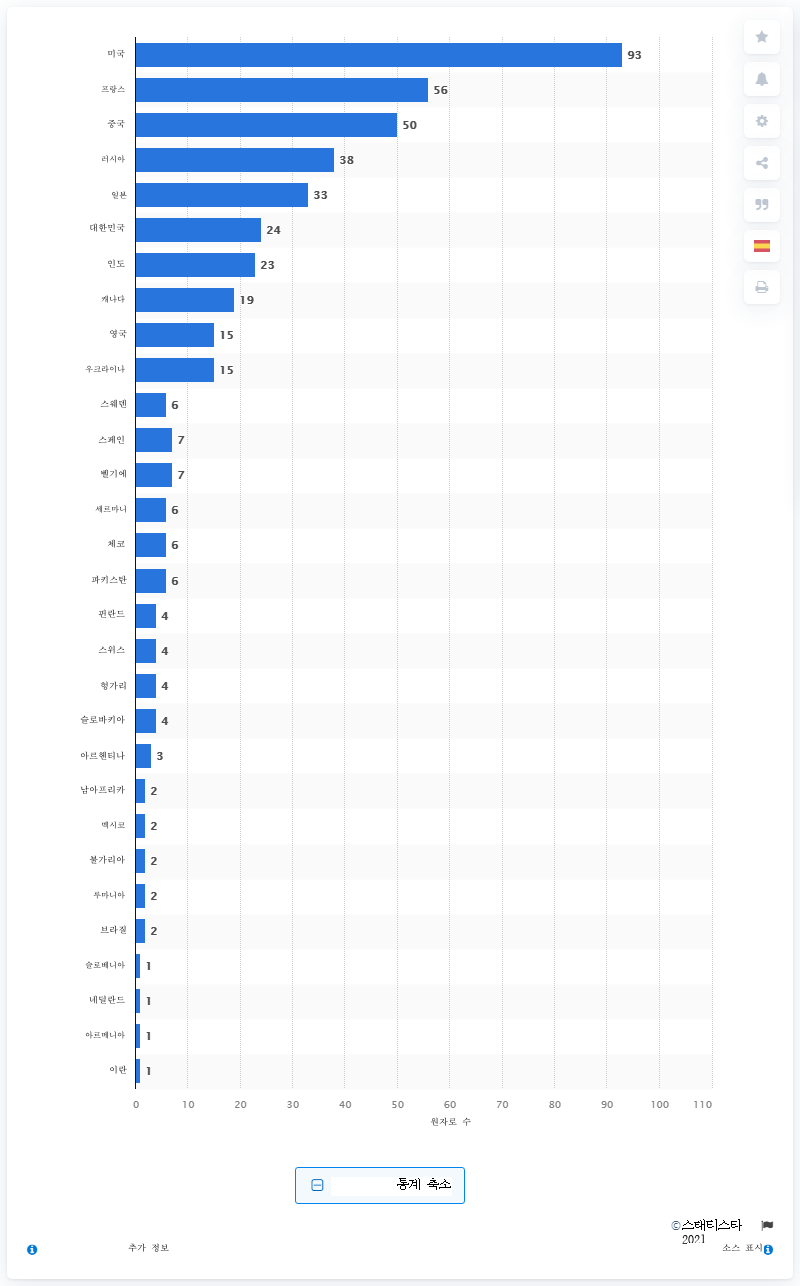 미국 93
프랑스 56
중국 50
러시아 38
일본 33
대한민국 24
인도 23
캐나다 19
영국 15
우크라이나 15
스웨덴 6
스페인 7
벨기에 7
세르마니 6
체코 6
파키스탄 6
핀란드 4
스위스 4
헝가리 4
슬로바키아 4
아르헨티나 3
남아프리카 2
멕시코 2
불가리아 2
루마니아 2
브라질 2
슬로베니아 1
네덜란드 1
아르메니아 1
이란 1
0 10 20 30 40 50 60 70 80 90 100 110
원자로 수
통계 축소
©스태티스타
2021
추가 정보 소스 표시